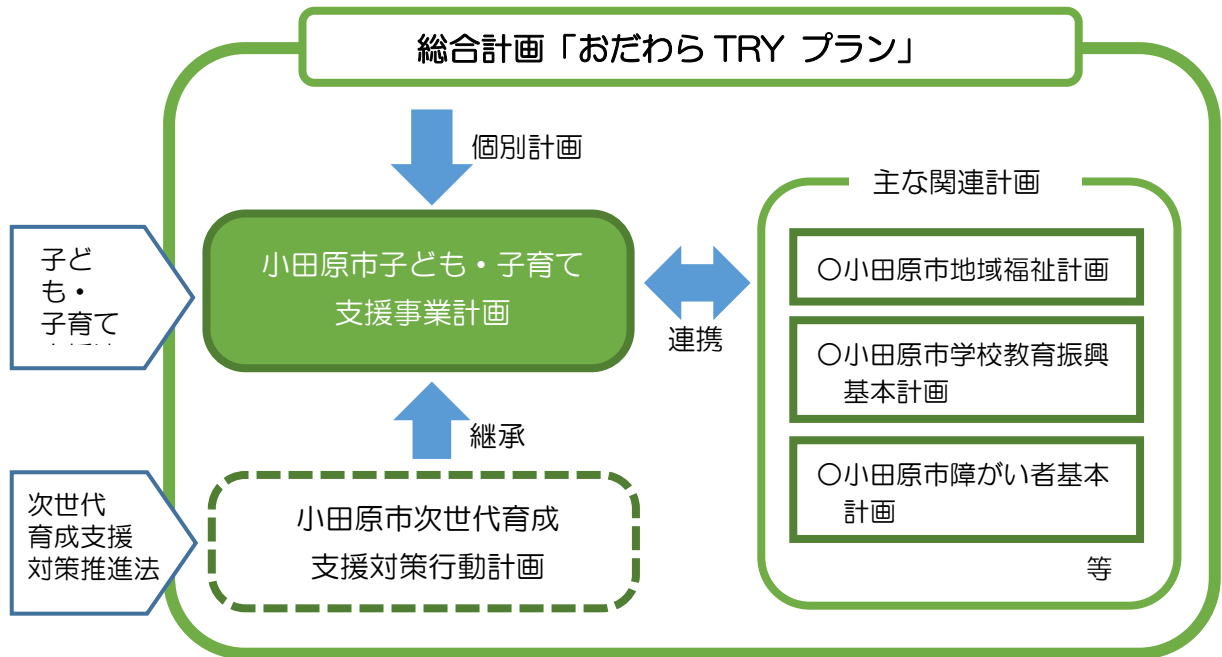 総合計画「おだわら TRY プラン」
個別計画
主な関連計画
子ど
も・
子育て
小田原市子ども・子育て
支援事業計画
連携
〇小田原市地域福祉計画
〇小田原市学校教育振興
基本計画
〇小田原市障がい者基本
計画
等
継承
次世代
育成支援
対策推進法
小田原市次世代育成
支援対策行動計画